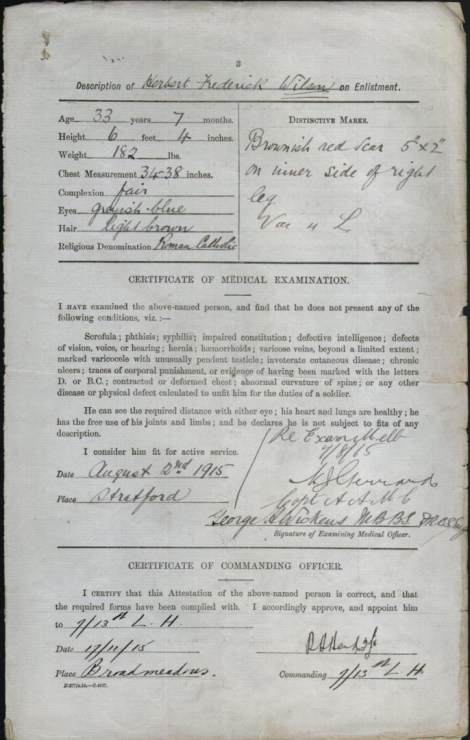 3
Description of Herbert Frederick Wilson on Enlistment.
Age 33 years 7 months.
Height 6 feet 4 inches.
Weight 182 lbs.
Chest Measurement 34-38 inches.
Complexion fair
Eyes greyish-blue
Hair light brown
Religious Denomination Roman Catholic
DISTINCTIVE MARKS.
Brownish red scar 5" x 2"
on inner side of right
leg
Vac 4 L
CERTIFICATE OF MEDICAL EXAMINATION.
I HAVE examined the above-named person, and find that he does not present any of the
following conditions, viz. :—
Scrofula; phthisis; syphilis; impaired constitution; defective intelligence; defects
of vision, voice, or hearing; hernia; hæmorrhoids; varicose veins, beyond a limited extent;
marked varicocele with unusually pendent testicle; inveterate cutaneous disease; chronic
ulcers; traces of corporal punishment, or evidence of having been marked with the letters
D. or B.C.; contracted or deformed chest; abnormal curvature of spine; or any other
disease or physical defect calculated to unfit him for the duties of a soldier.
He can see the required distance with either eye; his heart and lungs are healthy; he
has the free use of his joints and limbs; and he declares he is not subject to fits of any
description.
I consider him fit for active service.
Date August 2nd 1915
Place Stretford
Re Exam Melb
7/8/15
Capt A A M C
George A Wickens M.B.B.S.
Signature of Examining Medical Officer.
CERTIFICATE OF COMMANDING OFFICER.
I CERTIFY that this Attestation of the above-named person is correct, and that
the required forms have been complied with. I accordingly approve, and appoint him
to 9/13th L. H.
Date 17/11/15
Place Broadmeadows.
Commanding 9/13th L H.